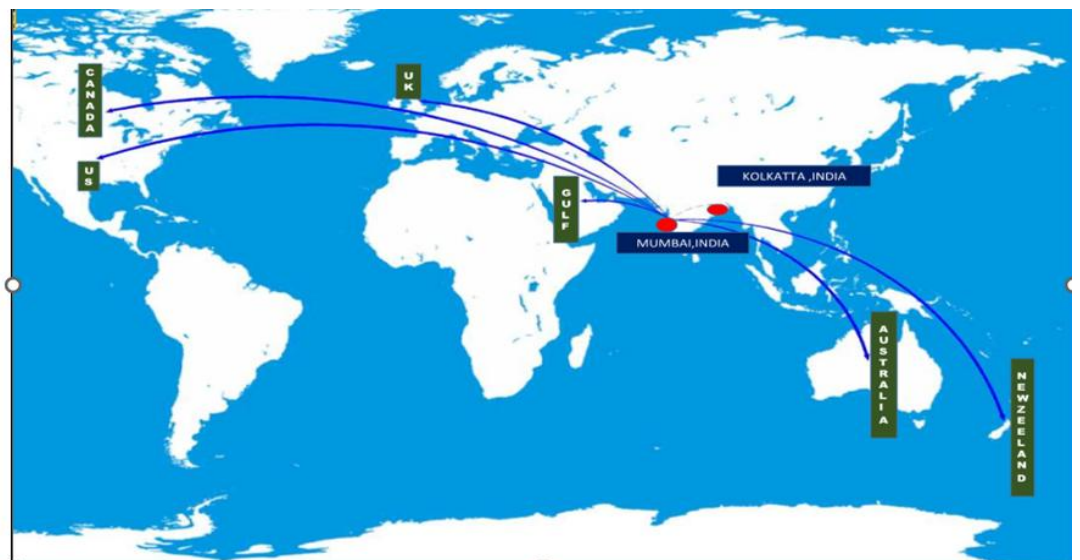 CANADA
UK
US
KOLKATTA ,INDIA
GULF
MUMBAI,INDIA
AUSTRALIA
NEWZEELAND